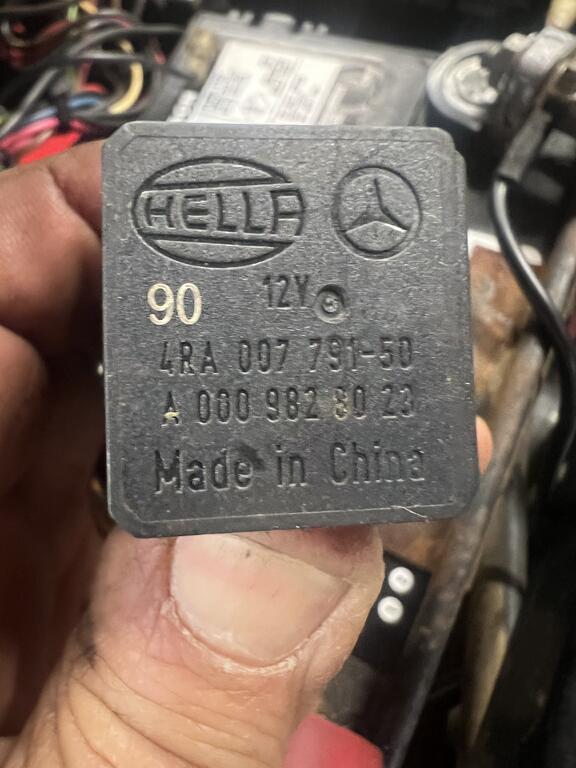 HELLA
90 12V
4RA 007 791-50
A 000 982 80 23
Made in China